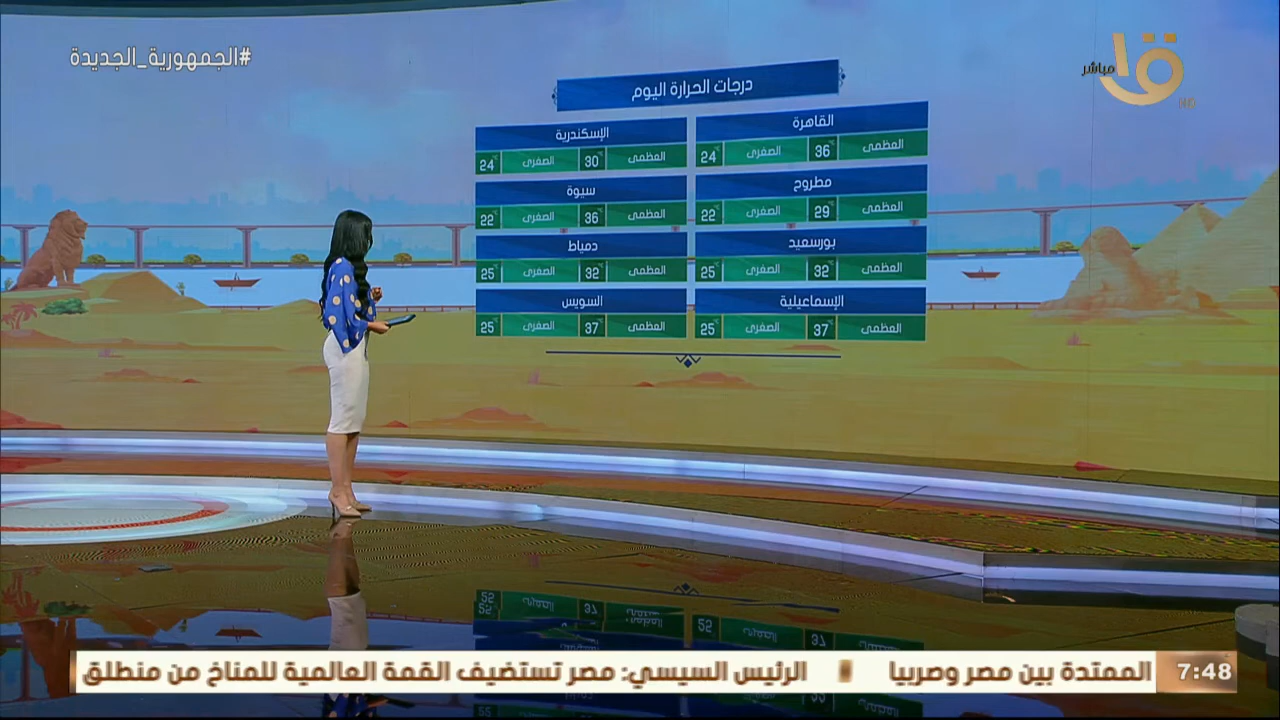 #الجمهورية_الجديدة
مباشر
HD
درجات الحرارة اليوم
القاهرة
العظمى 36 الصغرى 24
الإسكندرية
العظمى 30 الصغرى 24
مطروح
العظمى 29 الصغرى 22
سيوة
العظمى 36 الصغرى 22
بورسعيد
العظمى 32 الصغرى 25
دمياط
العظمى 32 الصغرى 25
الإسماعيلية
العظمى 37 الصغرى 25
السويس
العظمى 37 الصغرى 25
7:48 الممتدة بين مصر وصربيا الرئيس السيسي: مصر تستضيف القمة العالمية للمناخ من منطلق